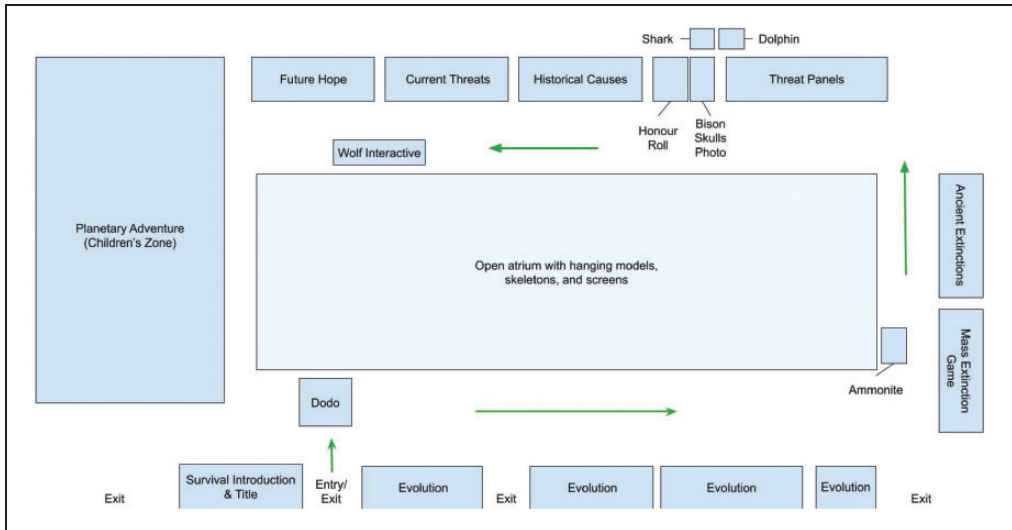 Shark
Dolphin
Future Hope
Current Threats
Historical Causes
Threat Panels
Honour
Roll
Bison
Skulls
Photo
Wolf Interactive
Planetary Adventure
(Children's Zone)
Open atrium with hanging models,
skeletons, and screens
Ancient Extinctions
Mass Extinction
Game
Ammonite
Dodo
Survival Introduction
& Title
Entry/
Exit
Evolution
Evolution
Evolution
Evolution
Exit
Exit
Exit